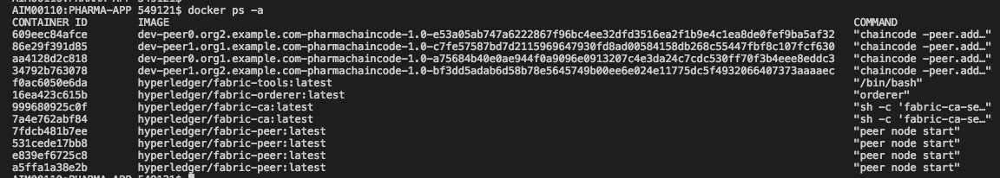 AIM00110:PHARMA-APP 549121$ docker ps -a
CONTAINER ID IMAGE COMMAND
609eec84afce dev-peer0.org2.example.com-pharmachaincode-1.0-e53a05ab747a6222867f96bc4ee32dfd3516ea2f1b9e4c1ea8de0fef9ba5af32 "chaincode -peer.add…"
86e29f391d85 dev-peer1.org1.example.com-pharmachaincode-1.0-c7fe57587bd7d2115969647930fd8ad00584158db268c55447fbf8c107fcf630 "chaincode -peer.add…"
aa4128d2c818 dev-peer0.org1.example.com-pharmachaincode-1.0-a75684b40e0ae944f0a9096e0913207c4e3da24c7cdc530ff70f3b4eee8eddc3 "chaincode -peer.add…"
34792b763078 dev-peer1.org2.example.com-pharmachaincode-1.0-bf3dd5adab6d58b78e5645749b00ee6e024e11775dc5f4932066407373aaaaec "chaincode -peer.add…"
f0ac6050e6da hyperledger/fabric-tools:latest "/bin/bash"
16ea423c615b hyperledger/fabric-orderer:latest "orderer"
999680925c0f hyperledger/fabric-ca:latest "sh -c 'fabric-ca-se…"
7a4e762abf84 hyperledger/fabric-ca:latest "sh -c 'fabric-ca-se…"
7fdcb481b7ee hyperledger/fabric-peer:latest "peer node start"
531cede17bb8 hyperledger/fabric-peer:latest "peer node start"
e839ef6725c8 hyperledger/fabric-peer:latest "peer node start"
a5ffa1a38e2b hyperledger/fabric-peer:latest "peer node start"
AIM00110:PHARMA-APP 549121$